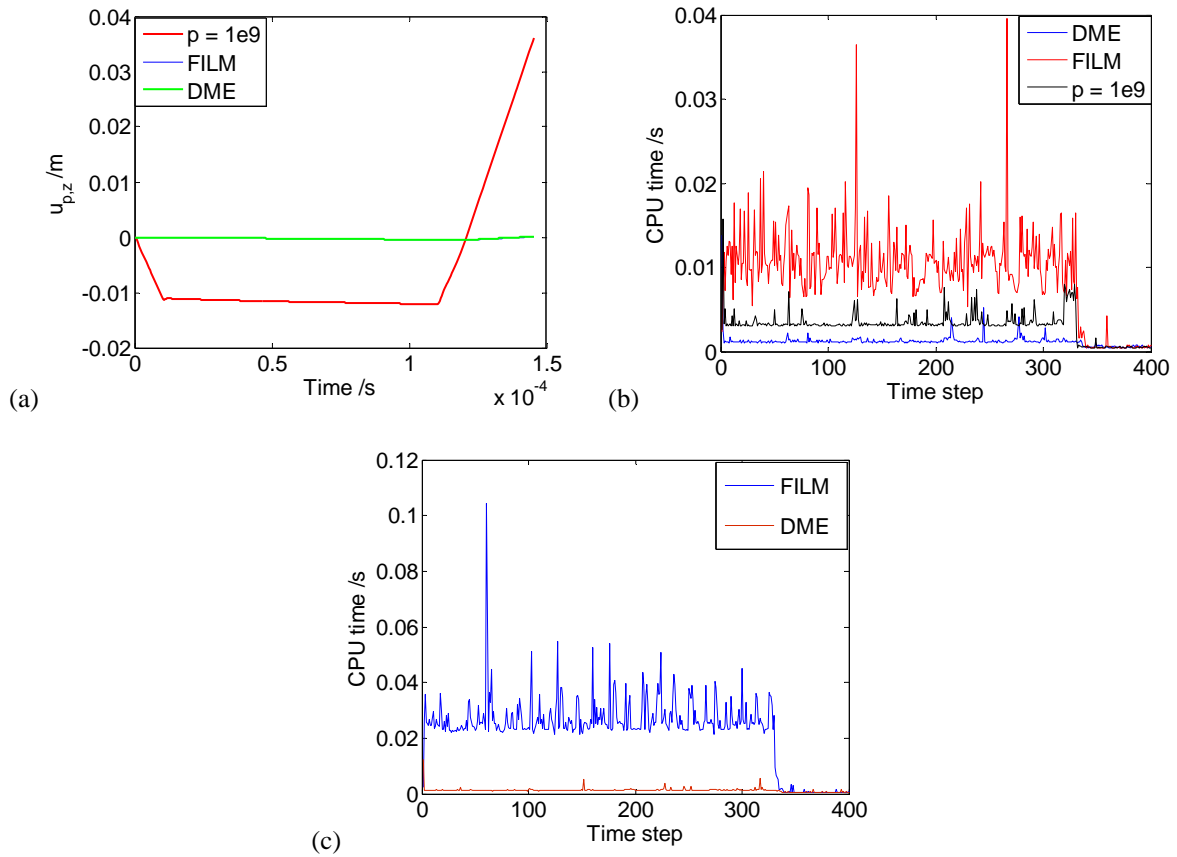 p = 1e9
FILM
DME
0.04
0.03
0.02
0.01
0
-0.01
-0.02
u_p,z /m
0
0.5
1
1.5
Time /s
x 10^-4
(a)
DME
FILM
p = 1e9
0.04
0.03
0.02
0.01
0
CPU time /s
0
100
200
300
400
Time step
(b)
FILM
DME
0.12
0.1
0.08
0.06
0.04
0.02
0
CPU time /s
0
100
200
300
400
Time step
(c)